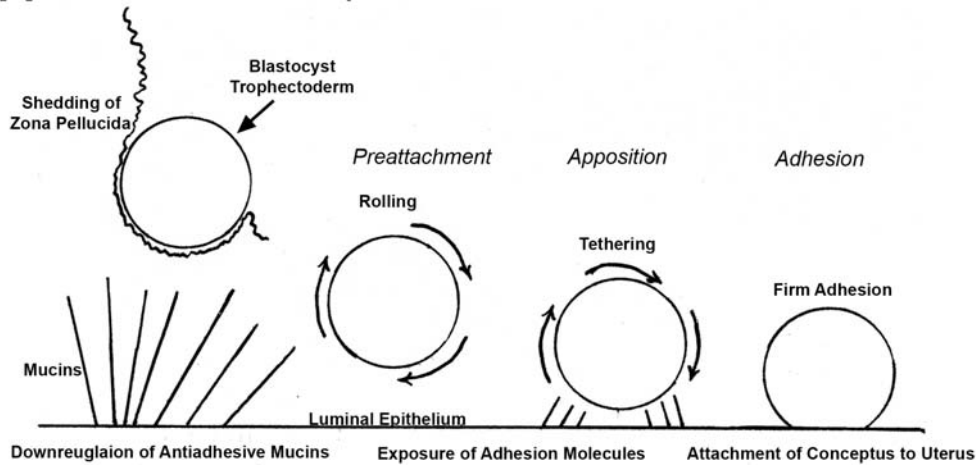 Blastocyst
Trophectoderm
Shedding of
Zona Pellucida
Preattachment
Apposition
Adhesion
Rolling
Tethering
Firm Adhesion
Mucins
Luminal Epithelium
Downreuglaion of Antiadhesive Mucins
Exposure of Adhesion Molecules
Attachment of Conceptus to Uterus